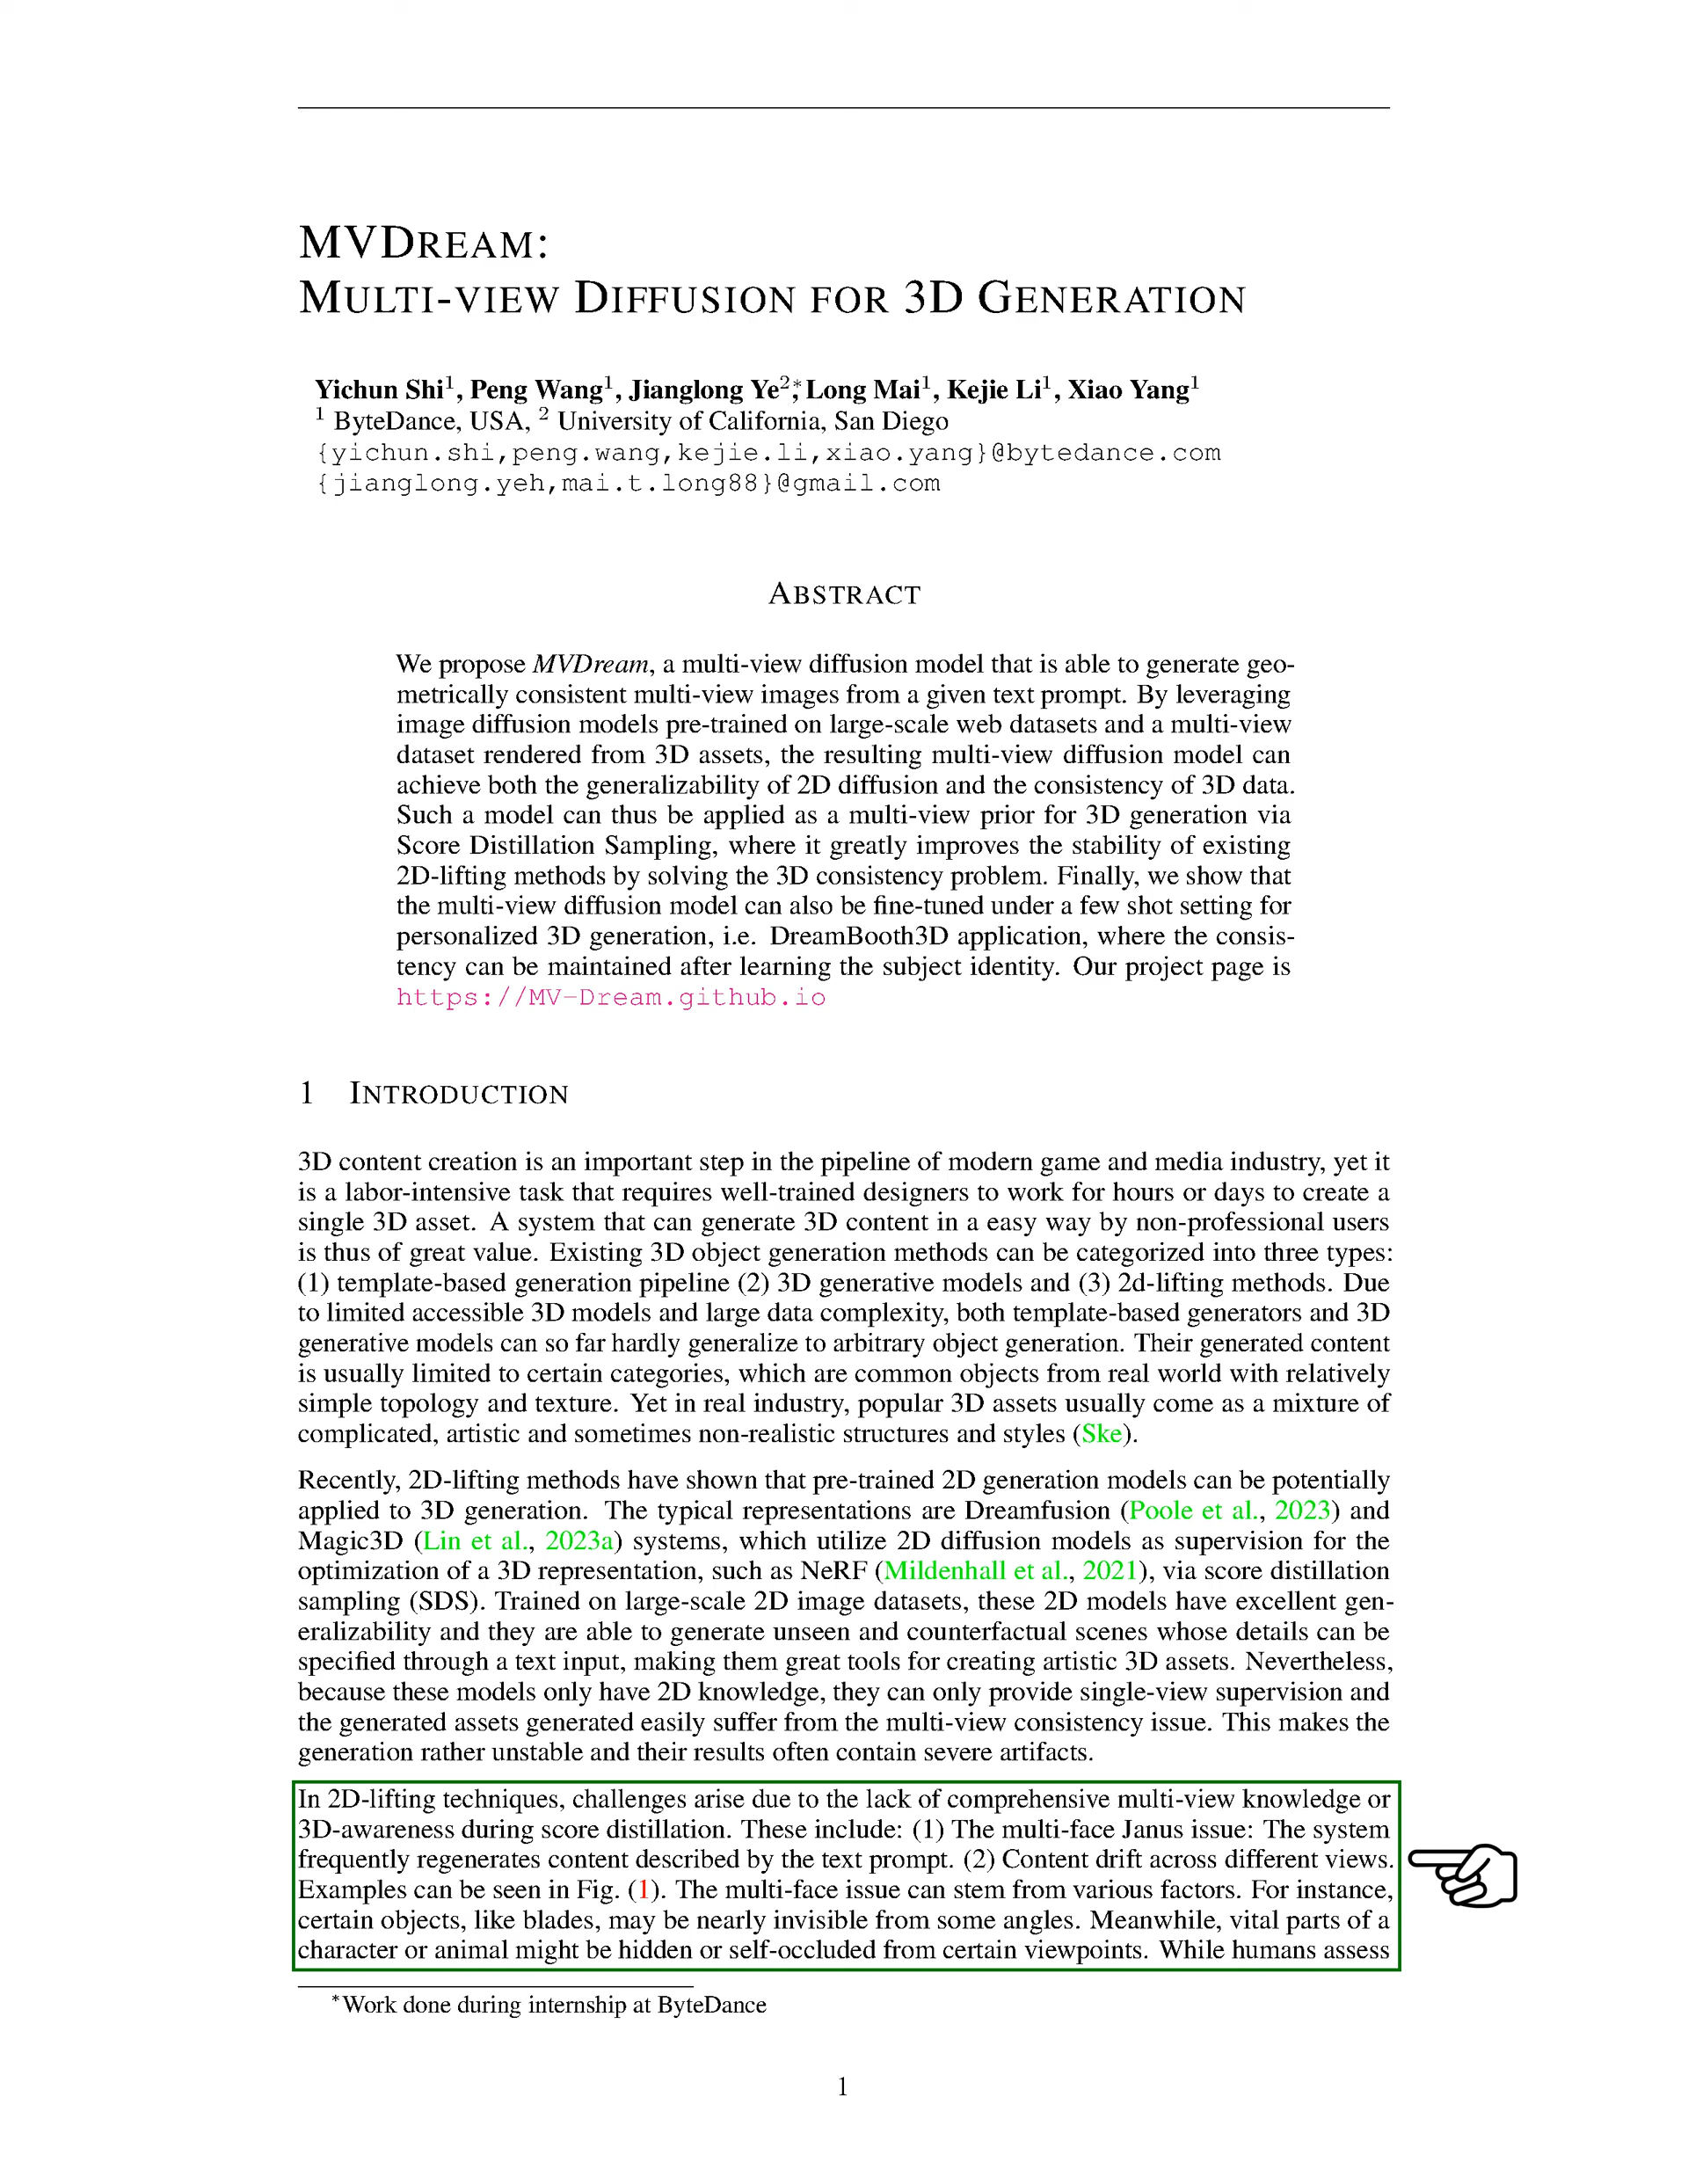 MVDREAM:
MULTI-VIEW DIFFUSION FOR 3D GENERATION
Yichun Shi¹, Peng Wang¹, Jianglong Ye²*, Long Mai¹, Kejie Li¹, Xiao Yang¹
¹ ByteDance, USA, ² University of California, San Diego
{yichun.shi,peng.wang,kejie.li,xiao.yang}@bytedance.com
{jianglong.yeh,mai.t.long88}@gmail.com
ABSTRACT
We propose MVDream, a multi-view diffusion model that is able to generate geo-
metrically consistent multi-view images from a given text prompt. By leveraging
image diffusion models pre-trained on large-scale web datasets and a multi-view
dataset rendered from 3D assets, the resulting multi-view diffusion model can
achieve both the generalizability of 2D diffusion and the consistency of 3D data.
Such a model can thus be applied as a multi-view prior for 3D generation via
Score Distillation Sampling, where it greatly improves the stability of existing
2D-lifting methods by solving the 3D consistency problem. Finally, we show that
the multi-view diffusion model can also be fine-tuned under a few shot setting for
personalized 3D generation, i.e. DreamBooth3D application, where the consis-
tency can be maintained after learning the subject identity. Our project page is
https://MV-Dream.github.io
1 INTRODUCTION
3D content creation is an important step in the pipeline of modern game and media industry, yet it
is a labor-intensive task that requires well-trained designers to work for hours or days to create a
single 3D asset. A system that can generate 3D content in a easy way by non-professional users
is thus of great value. Existing 3D object generation methods can be categorized into three types:
(1) template-based generation pipeline (2) 3D generative models and (3) 2d-lifting methods. Due
to limited accessible 3D models and large data complexity, both template-based generators and 3D
generative models can so far hardly generalize to arbitrary object generation. Their generated content
is usually limited to certain categories, which are common objects from real world with relatively
simple topology and texture. Yet in real industry, popular 3D assets usually come as a mixture of
complicated, artistic and sometimes non-realistic structures and styles (Ske).
Recently, 2D-lifting methods have shown that pre-trained 2D generation models can be potentially
applied to 3D generation. The typical representations are Dreamfusion (Poole et al., 2023) and
Magic3D (Lin et al., 2023a) systems, which utilize 2D diffusion models as supervision for the
optimization of a 3D representation, such as NeRF (Mildenhall et al., 2021), via score distillation
sampling (SDS). Trained on large-scale 2D image datasets, these 2D models have excellent gen-
eralizability and they are able to generate unseen and counterfactual scenes whose details can be
specified through a text input, making them great tools for creating artistic 3D assets. Nevertheless,
because these models only have 2D knowledge, they can only provide single-view supervision and
the generated assets generated easily suffer from the multi-view consistency issue. This makes the
generation rather unstable and their results often contain severe artifacts.
In 2D-lifting techniques, challenges arise due to the lack of comprehensive multi-view knowledge or
3D-awareness during score distillation. These include: (1) The multi-face Janus issue: The system
frequently regenerates content described by the text prompt. (2) Content drift across different views.
Examples can be seen in Fig. (1). The multi-face issue can stem from various factors. For instance,
certain objects, like blades, may be nearly invisible from some angles. Meanwhile, vital parts of a
character or animal might be hidden or self-occluded from certain viewpoints. While humans assess
*Work done during internship at ByteDance
1